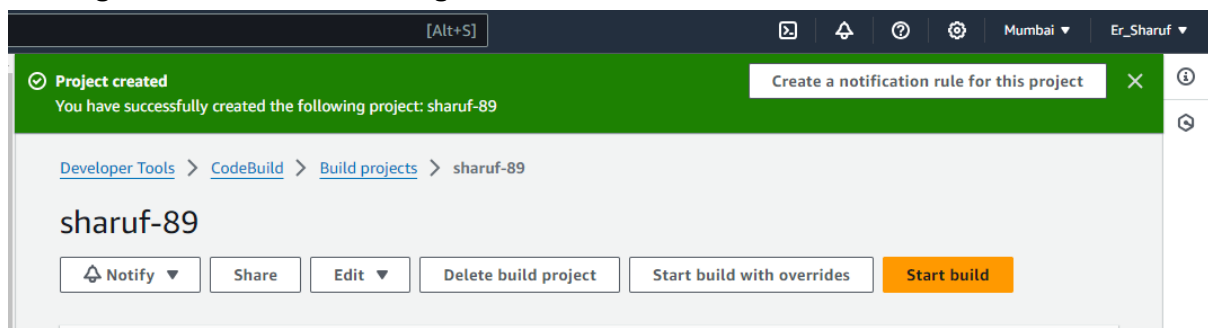 [Alt+S]
Mumbai ▼
Er_Sharuf ▼
Project created
You have successfully created the following project: sharuf-89
Create a notification rule for this project
Developer Tools > CodeBuild > Build projects > sharuf-89
sharuf-89
Notify ▼
Share
Edit ▼
Delete build project
Start build with overrides
Start build